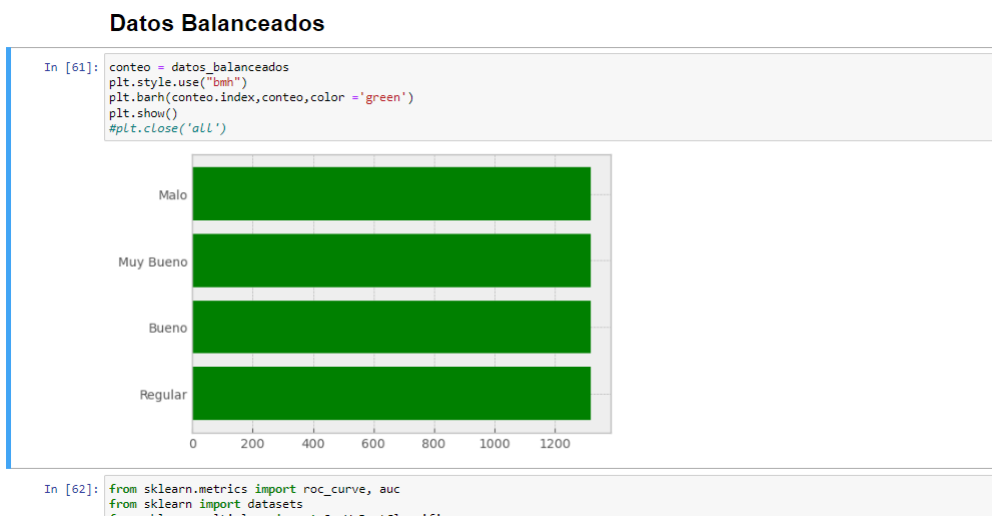 Datos Balanceados
In [61]: conteo = datos_balanceados
plt.style.use("bmh")
plt.barh(conteo.index,conteo,color ='green')
plt.show()
#plt.close('all')
Malo
Muy Bueno
Bueno
Regular
0 200 400 600 800 1000 1200
In [62]: from sklearn.metrics import roc_curve, auc
from sklearn import datasets